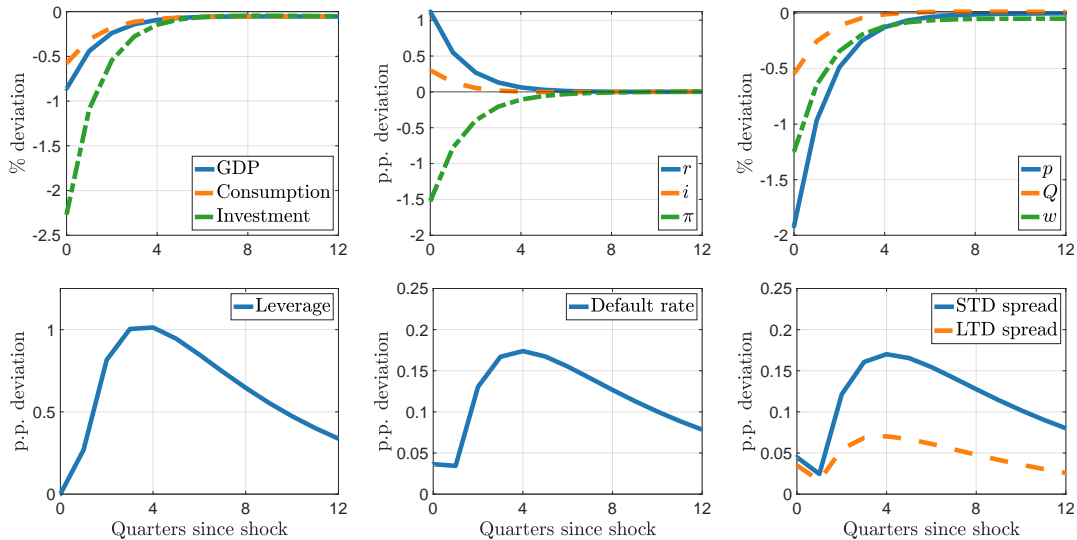 % deviation
0
-0.5
-1
-1.5
-2
-2.5
0 4 8 12
GDP
Consumption
Investment
p.p. deviation
1
0.5
0
-0.5
-1
-1.5
-2
0 4 8 12
r
i
π
% deviation
0
-0.5
-1
-1.5
-2
0 4 8 12
p
Q
w
p.p. deviation
1
0.5
0
0 4 8 12
Quarters since shock
Leverage
p.p. deviation
0.25
0.2
0.15
0.1
0.05
0
0 4 8 12
Quarters since shock
Default rate
p.p. deviation
0.25
0.2
0.15
0.1
0.05
0
0 4 8 12
Quarters since shock
STD spread
LTD spread